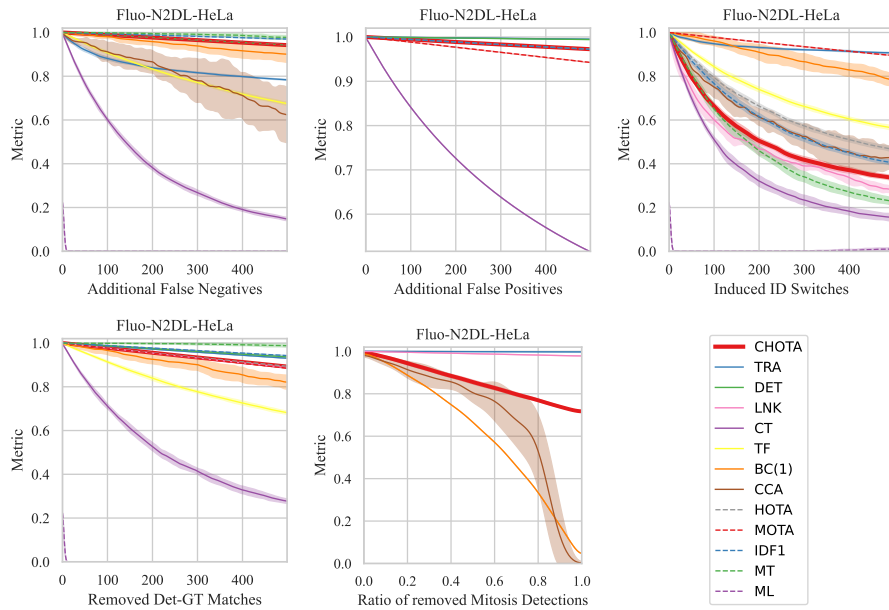 Fluo-N2DL-HeLa
Fluo-N2DL-HeLa
Fluo-N2DL-HeLa
Metric
1.0
0.8
0.6
0.4
0.2
0.0
0 100 200 300 400
Additional False Negatives
Metric
1.0
0.9
0.8
0.7
0.6
0 100 200 300 400
Additional False Positives
Metric
1.0
0.8
0.6
0.4
0.2
0.0
0 100 200 300 400
Induced ID Switches
Fluo-N2DL-HeLa
Fluo-N2DL-HeLa
Metric
1.0
0.8
0.6
0.4
0.2
0.0
0 100 200 300 400
Removed Det-GT Matches
Metric
1.0
0.8
0.6
0.4
0.2
0.0
0.0 0.2 0.4 0.6 0.8 1.0
Ratio of removed Mitosis Detections
CHOTA
TRA
DET
LNK
CT
TF
BC(1)
CCA
HOTA
MOTA
IDF1
MT
ML